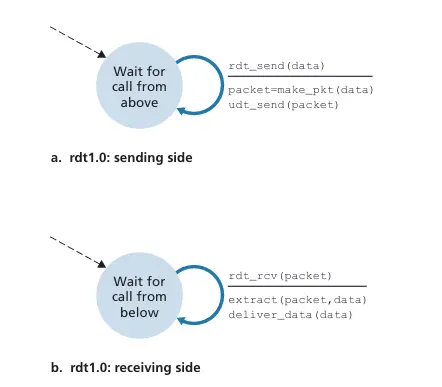 Wait for
call from
above
rdt_send(data)
packet=make_pkt(data)
udt_send(packet)
a. rdt1.0: sending side
Wait for
call from
below
rdt_rcv(packet)
extract(packet,data)
deliver_data(data)
b. rdt1.0: receiving side